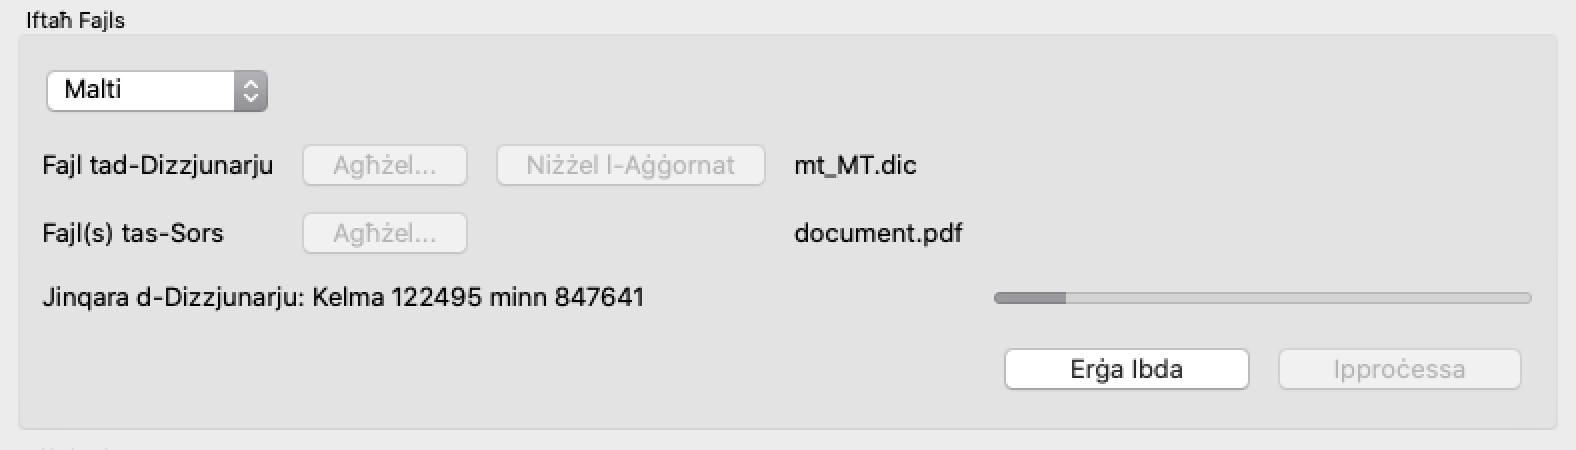 Iftaħ Fajls
Malti
Fajl tad-Dizzjunarju Agħżel... Niżżel l-Aġġornat mt_MT.dic
Fajl(s) tas-Sors Agħżel... document.pdf
Jinqara d-Dizzjunarju: Kelma 122495 minn 847641
Erġa Ibda Ipproċessa